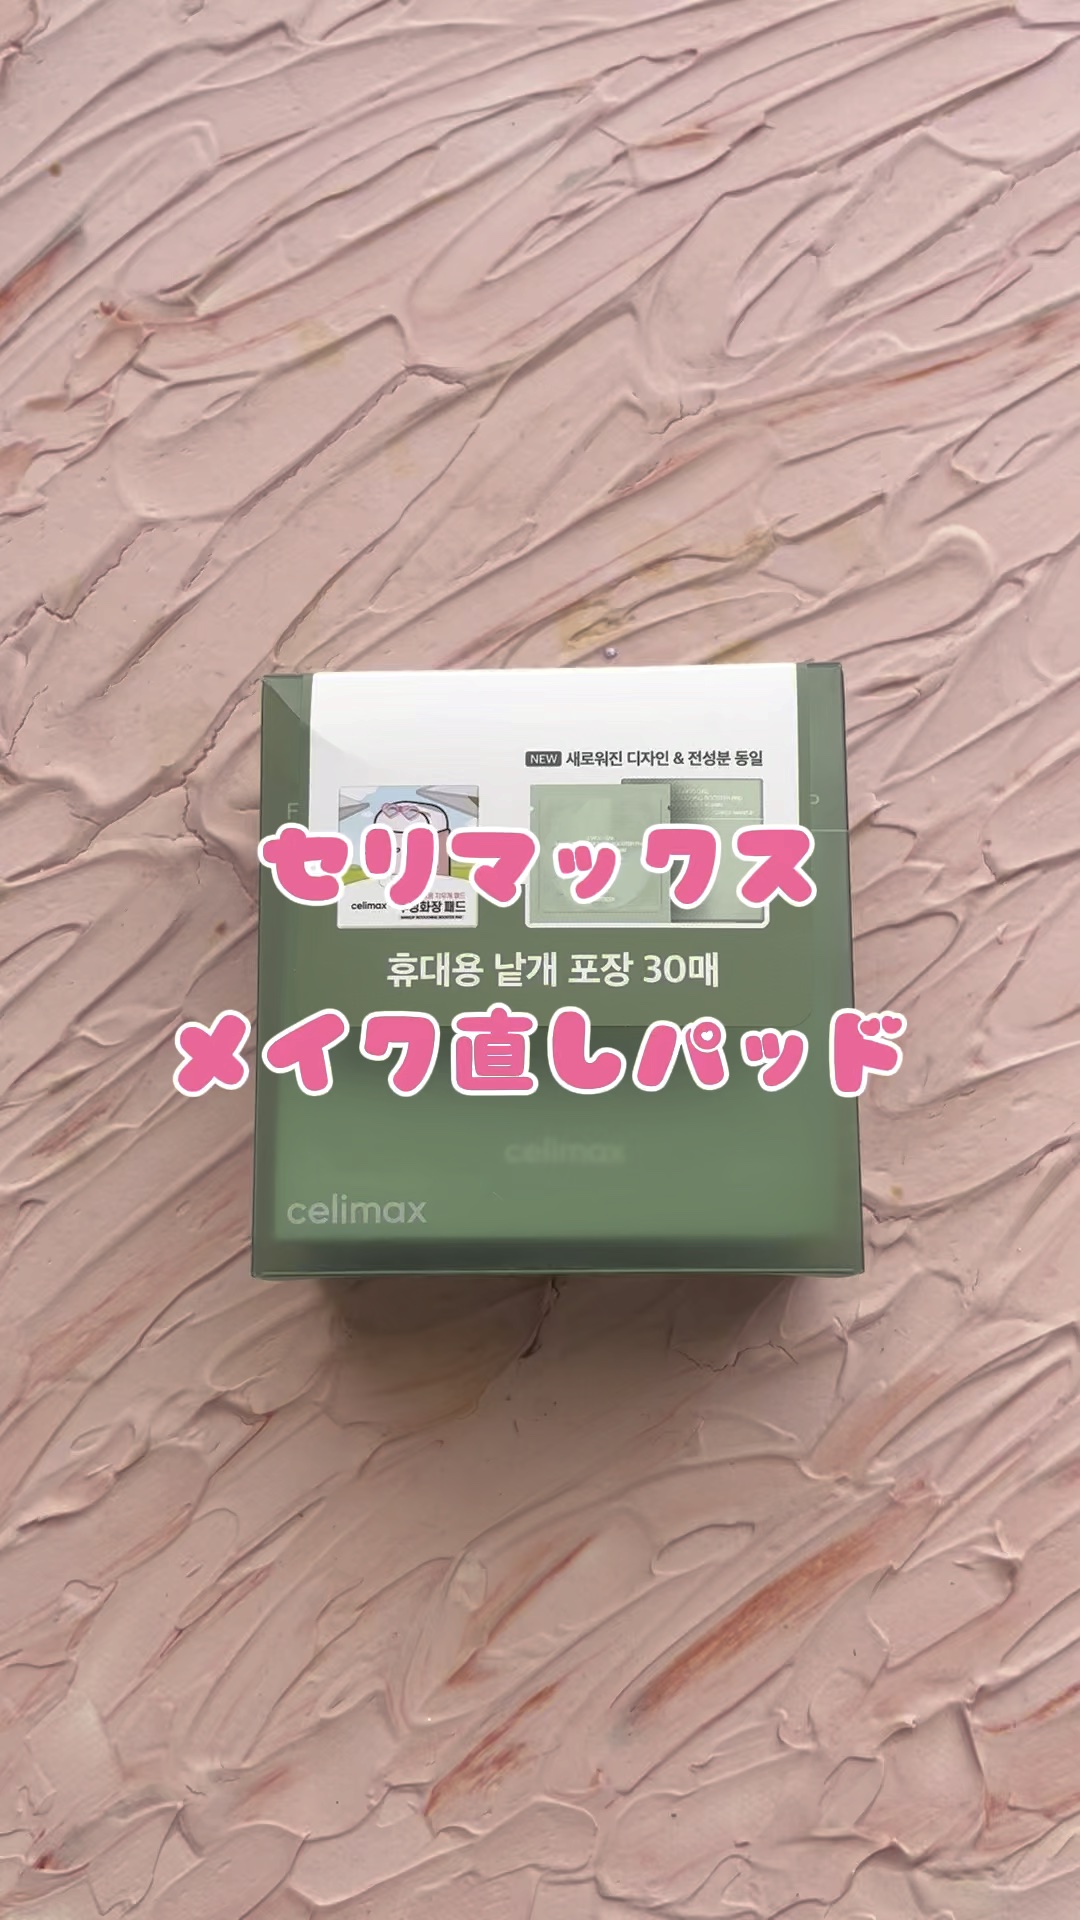 NEW 새로워진 디자인 & 전성분 동일
セリマックス
celimax
휴대용 낱개 포장 30매
メイク直しパッド
celimax
celimax